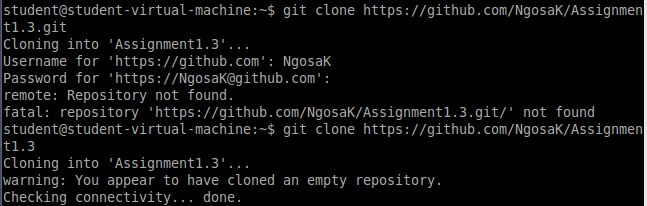 student@student-virtual-machine:~$ git clone https://github.com/NgosaK/Assignmen
t1.3.git
Cloning into 'Assignment1.3'...
Username for 'https://github.com': NgosaK
Password for 'https://NgosaK@github.com':
remote: Repository not found.
fatal: repository 'https://github.com/NgosaK/Assignment1.3.git/' not found
student@student-virtual-machine:~$ git clone https://github.com/NgosaK/Assignmen
t1.3
Cloning into 'Assignment1.3'...
warning: You appear to have cloned an empty repository.
Checking connectivity... done.